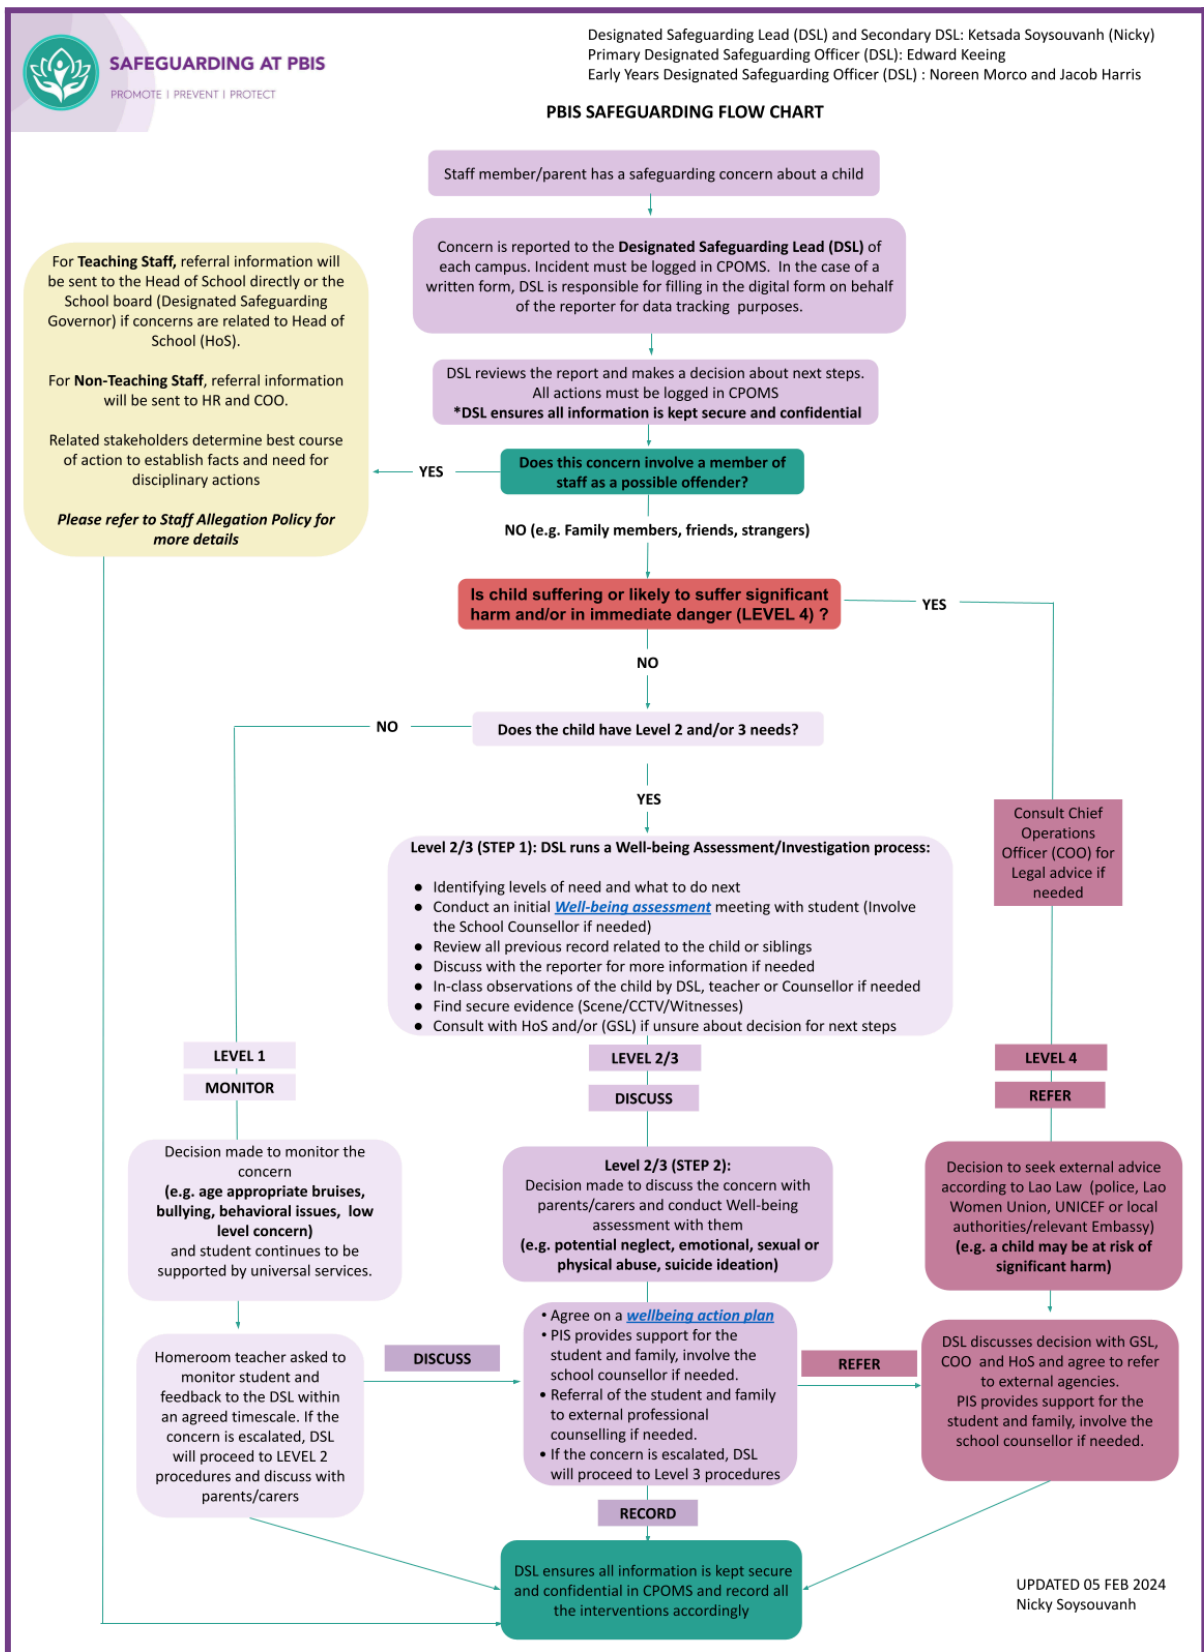 Designated Safeguarding Lead (DSL) and Secondary DSL: Ketsada Soysouvanh (Nicky)
Primary Designated Safeguarding Officer (DSL): Edward Keeing
Early Years Designated Safeguarding Officer (DSL) : Noreen Morco and Jacob Harris
SAFEGUARDING AT PBIS
PROMOTE I PREVENT I PROTECT
PBIS SAFEGUARDING FLOW CHART
Staff member/parent has a safeguarding concern about a child
Concern is reported to the Designated Safeguarding Lead (DSL) of
each campus. Incident must be logged in CPOMS. In the case of a
written form, DSL is responsible for filling in the digital form on behalf
of the reporter for data tracking purposes.
DSL reviews the report and makes a decision about next steps.
All actions must be logged in CPOMS
*DSL ensures all information is kept secure and confidential
Does this concern involve a member of
staff as a possible offender?
YES
For Teaching Staff, referral information will
be sent to the Head of School directly or the
School board (Designated Safeguarding
Governor) if concerns are related to Head of
School (HoS).
For Non-Teaching Staff, referral information
will be sent to HR and COO.
Related stakeholders determine best course
of action to establish facts and need for
disciplinary actions
Please refer to Staff Allegation Policy for
more details
NO (e.g. Family members, friends, strangers)
Is child suffering or likely to suffer significant
harm and/or in immediate danger (LEVEL 4) ?
YES
NO
Does the child have Level 2 and/or 3 needs?
NO
YES
Consult Chief
Operations
Officer (COO) for
Legal advice if
needed
Level 2/3 (STEP 1): DSL runs a Well-being Assessment/Investigation process:
● Identifying levels of need and what to do next
● Conduct an initial Well-being assessment meeting with student (Involve
the School Counsellor if needed)
● Review all previous record related to the child or siblings
● Discuss with the reporter for more information if needed
● In-class observations of the child by DSL, teacher or Counsellor if needed
● Find secure evidence (Scene/CCTV/Witnesses)
● Consult with HoS and/or (GSL) if unsure about decision for next steps
LEVEL 1
MONITOR
LEVEL 2/3
DISCUSS
LEVEL 4
REFER
Decision made to monitor the
concern
(e.g. age appropriate bruises,
bullying, behavioral issues, low
level concern)
and student continues to be
supported by universal services.
Level 2/3 (STEP 2):
Decision made to discuss the concern with
parents/carers and conduct Well-being
assessment with them
(e.g. potential neglect, emotional, sexual or
physical abuse, suicide ideation)
Decision to seek external advice
according to Lao Law (police, Lao
Women Union, UNICEF or local
authorities/relevant Embassy)
(e.g. a child may be at risk of
significant harm)
Homeroom teacher asked to
monitor student and
feedback to the DSL within
an agreed timescale. If the
concern is escalated, DSL
will proceed to LEVEL 2
procedures and discuss with
parents/carers
DISCUSS
• Agree on a wellbeing action plan
• PIS provides support for the
student and family, involve the
school counsellor if needed.
• Referral of the student and family
to external professional
counselling if needed.
• If the concern is escalated, DSL
will proceed to Level 3 procedures
REFER
DSL discusses decision with GSL,
COO and HoS and agree to refer
to external agencies.
PIS provides support for the
student and family, involve the
school counsellor if needed.
RECORD
DSL ensures all information is kept secure
and confidential in CPOMS and record all
the interventions accordingly
UPDATED 05 FEB 2024
Nicky Soysouvanh